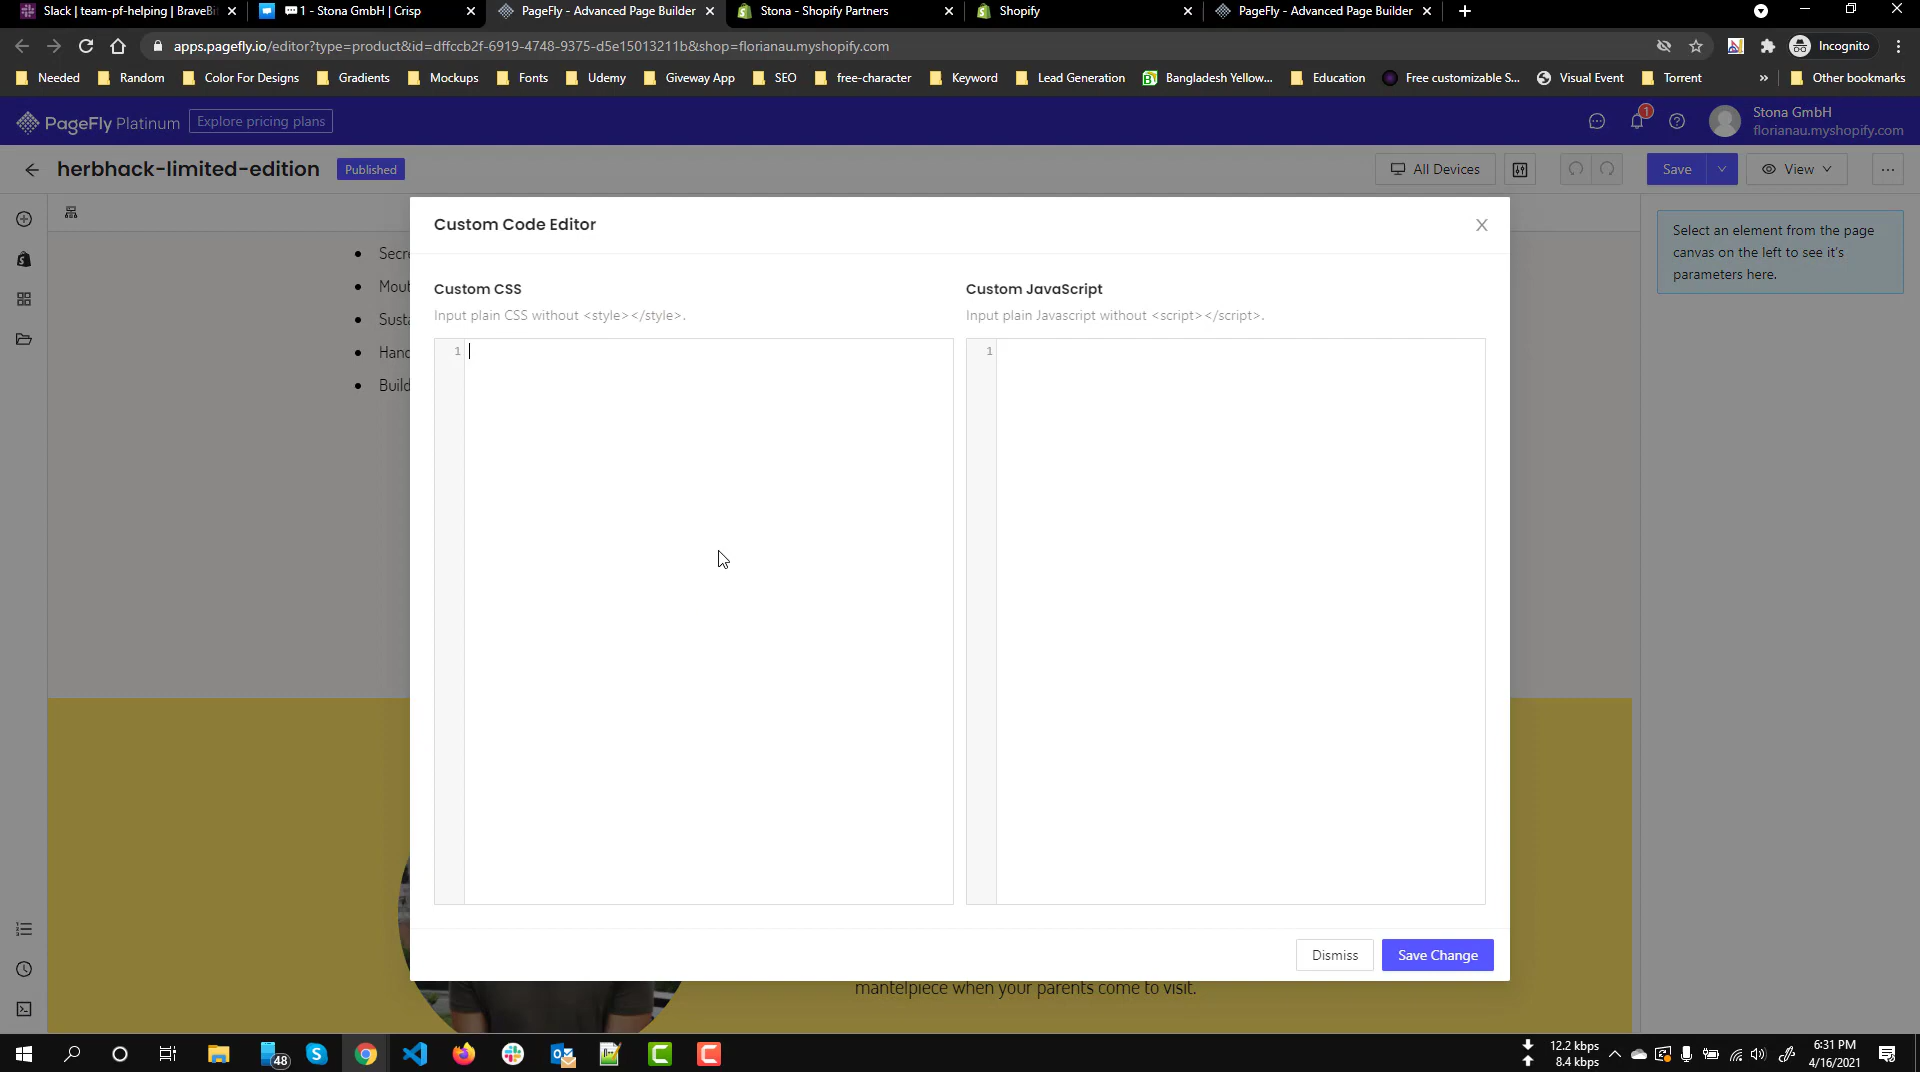 Slack | team-pf-helping | BraveBi
1 - Stona GmbH | Crisp
PageFly - Advanced Page Builder
Stona - Shopify Partners
Shopify
PageFly - Advanced Page Builder
apps.pagefly.io/editor?type=product&id=dffccb2f-6919-4748-9375-d5e15013211b&shop=florianau.myshopify.com
Incognito
Needed
Random
Color For Designs
Gradients
Mockups
Fonts
Udemy
Giveway App
SEO
free-character
Keyword
Lead Generation
Bangladesh Yellow...
Education
Free customizable S...
Visual Event
Torrent
»
Other bookmarks
PageFly Platinum
Explore pricing plans
1
Stona GmbH
florianau.myshopify.com
herbhack-limited-edition
Published
All Devices
Save
View
Secre
Mout
Susta
Hand
Build
Custom Code Editor
Custom CSS
Input plain CSS without <style></style>.
1
Custom JavaScript
Input plain Javascript without <script></script>.
1
Dismiss
Save Change
Select an element from the page
canvas on the left to see it's
parameters here.
mantelpiece when your parents come to visit.
48
12.2 kbps
8.4 kbps
6:31 PM
4/16/2021